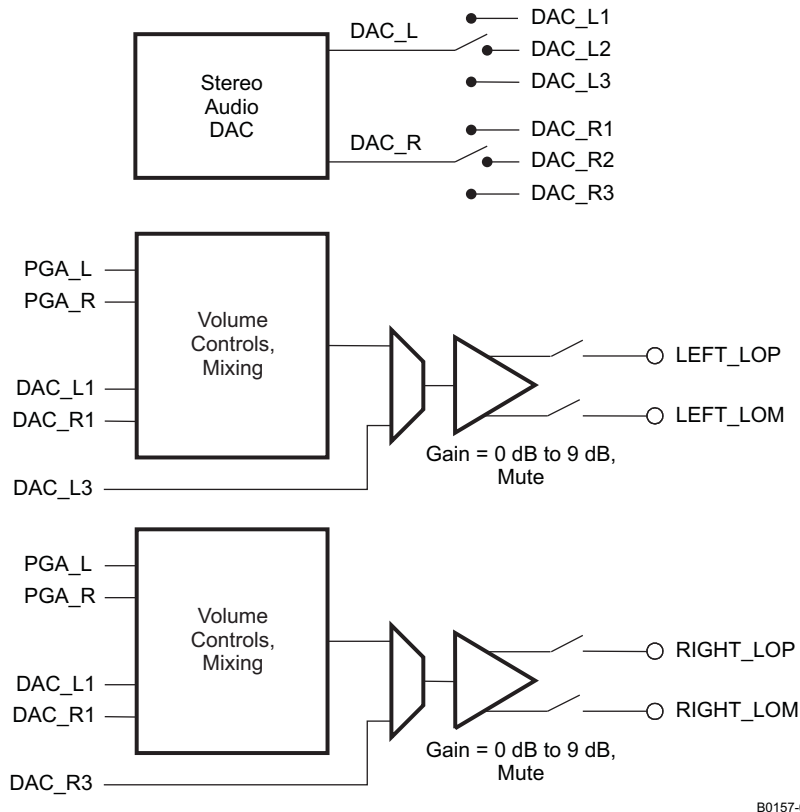 DAC_L
DAC_L1
DAC_L2
DAC_L3
Stereo
Audio
DAC
DAC_R
DAC_R1
DAC_R2
DAC_R3
PGA_L
PGA_R
DAC_L1
DAC_R1
DAC_L3
Volume
Controls,
Mixing
LEFT_LOP
LEFT_LOM
Gain = 0 dB to 9 dB,
Mute
PGA_L
PGA_R
DAC_L1
DAC_R1
DAC_R3
Volume
Controls,
Mixing
RIGHT_LOP
RIGHT_LOM
Gain = 0 dB to 9 dB,
Mute